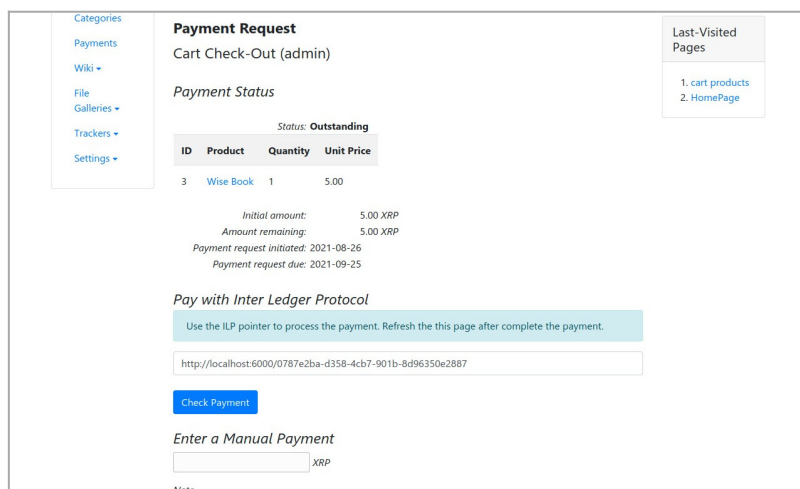 Categories
Payments
Wiki
File
Galleries
Trackers
Settings
Payment Request
Cart Check-Out (admin)
Payment Status
Status: Outstanding
ID Product Quantity Unit Price
3 Wise Book 1 5.00
Initial amount: 5.00 XRP
Amount remaining: 5.00 XRP
Payment request initiated: 2021-08-26
Payment request due: 2021-09-25
Pay with Inter Ledger Protocol
Use the ILP pointer to process the payment. Refresh the this page after complete the payment.
http://localhost:6000/0787e2ba-d358-4cb7-901b-8d96350e2887
Check Payment
Enter a Manual Payment
XRP
Note
Last-Visited
Pages
1. cart products
2. HomePage